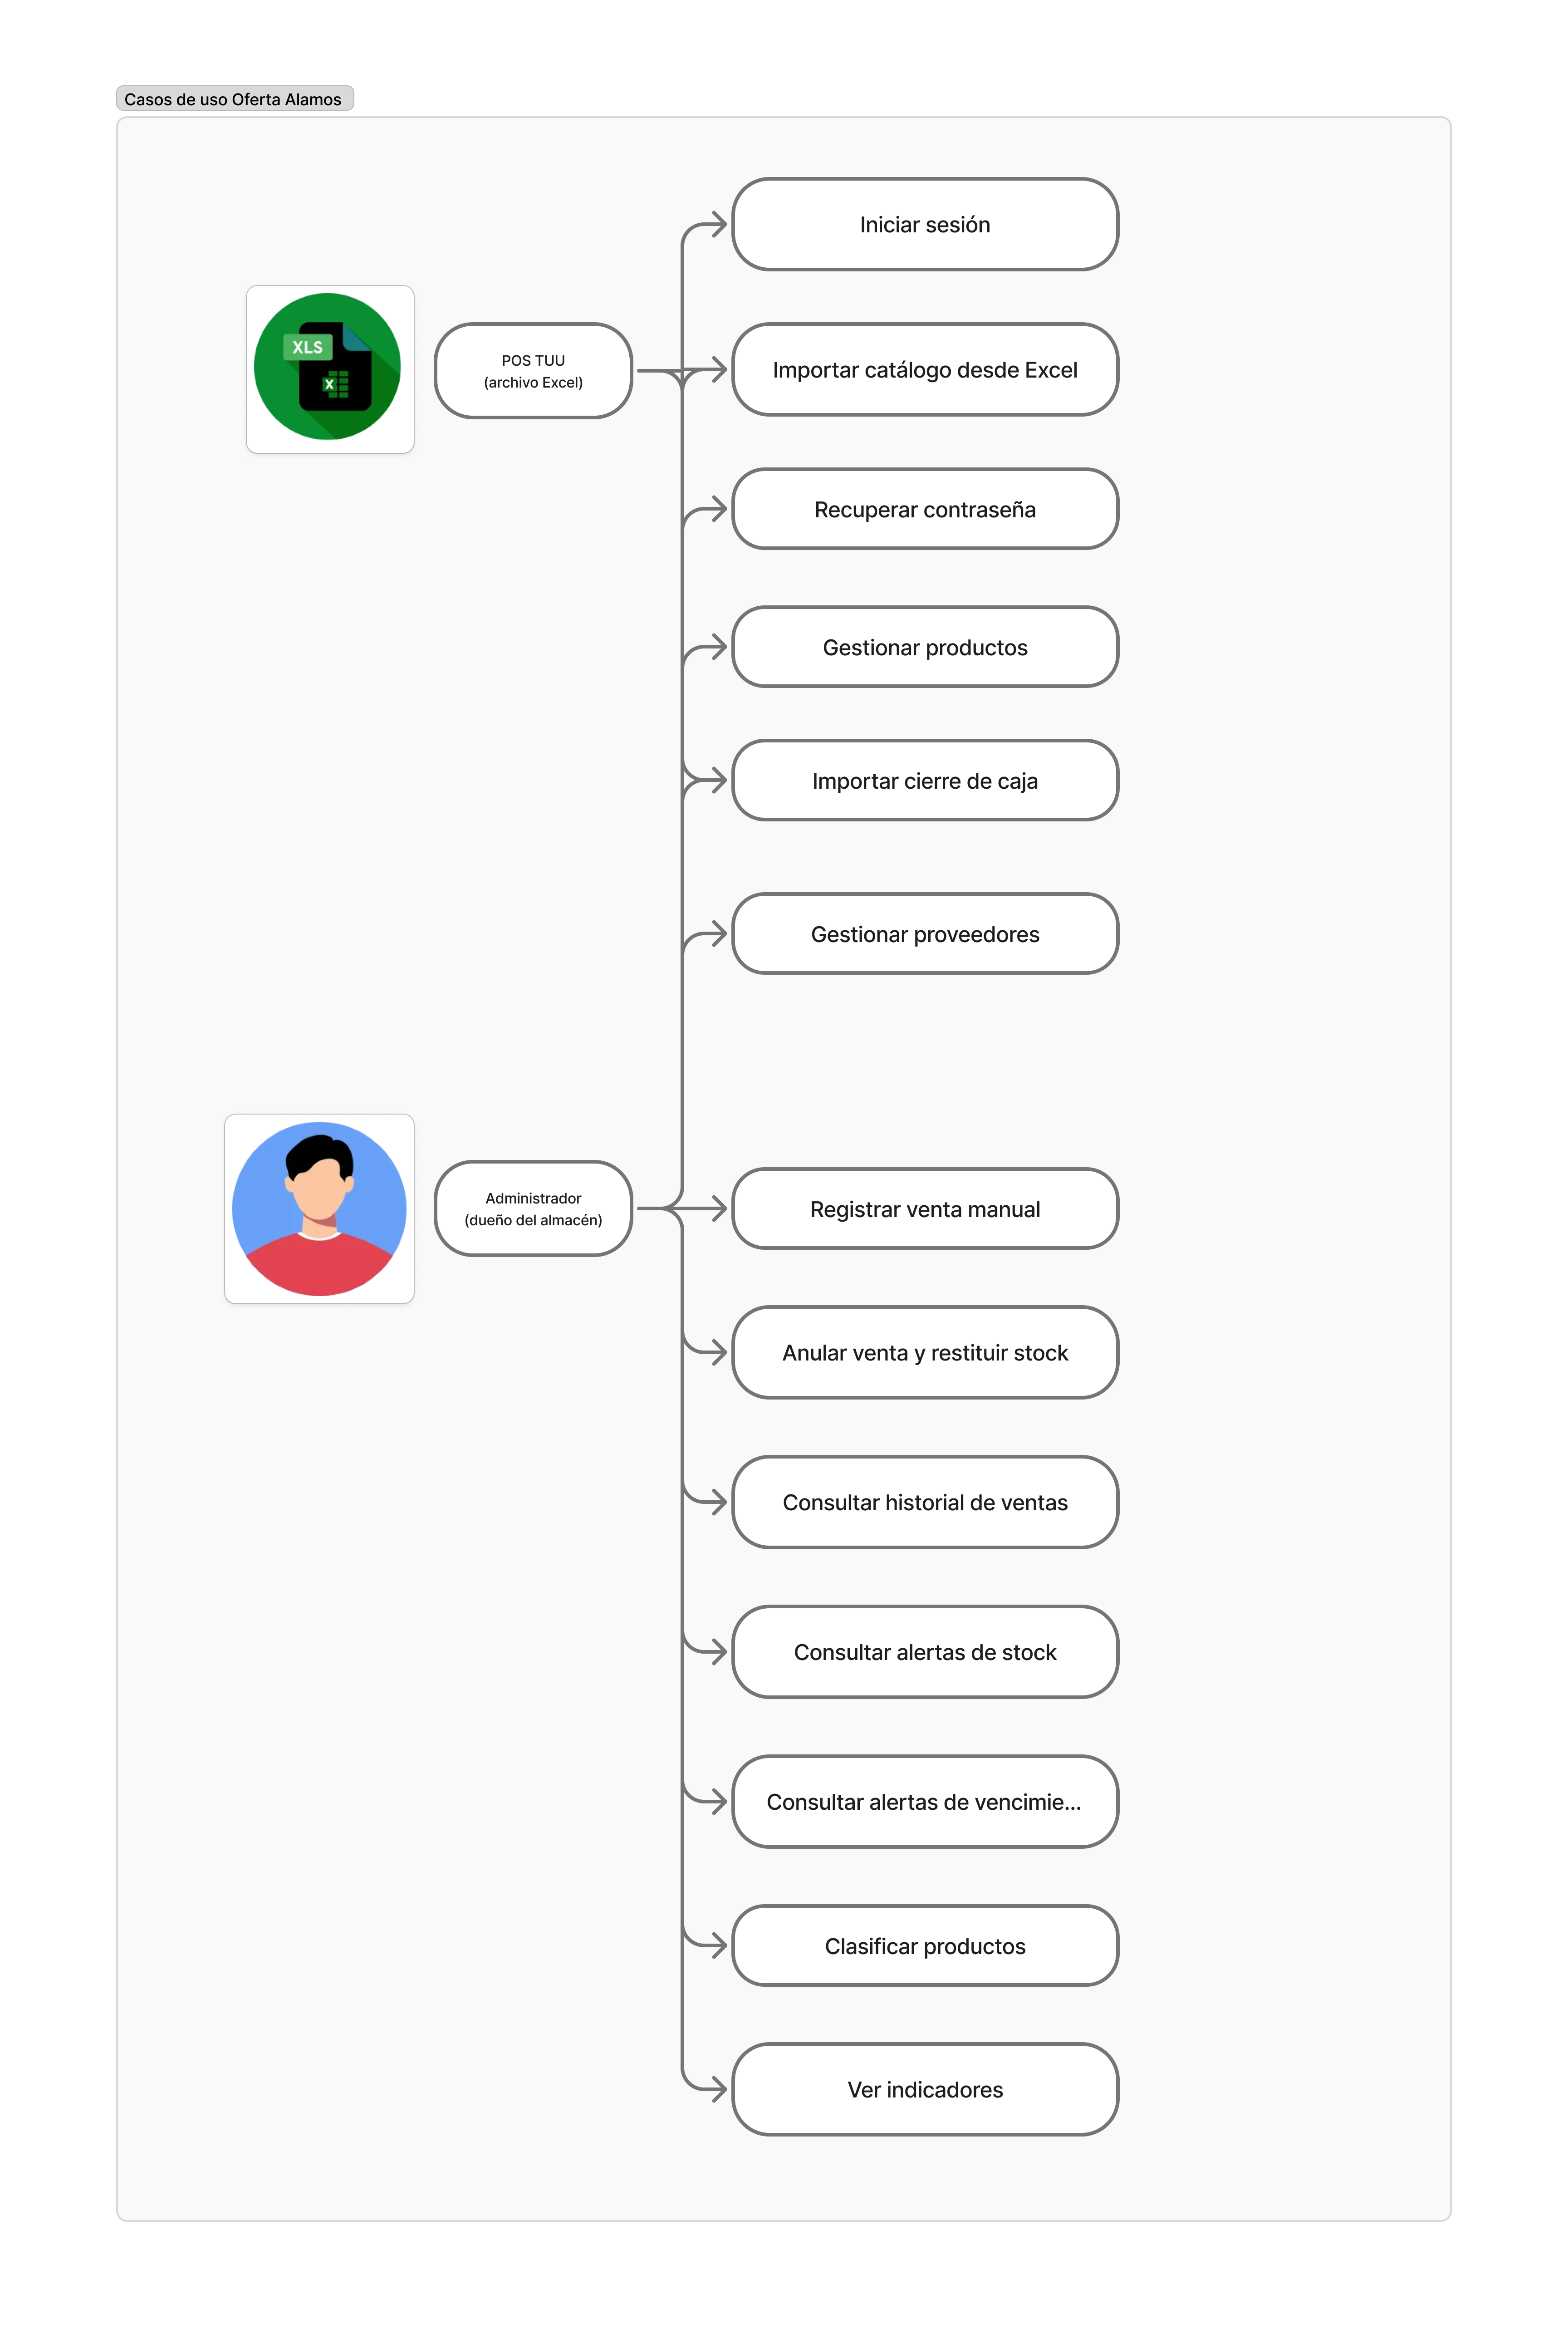 Casos de uso Oferta Alamos
Iniciar sesión
XLS
X
POS TUU
(archivo Excel)
Importar catálogo desde Excel
Recuperar contraseña
Gestionar productos
Importar cierre de caja
Gestionar proveedores
Administrador
(dueño del almacén)
Registrar venta manual
Anular venta y restituir stock
Consultar historial de ventas
Consultar alertas de stock
Consultar alertas de vencimie...
Clasificar productos
Ver indicadores